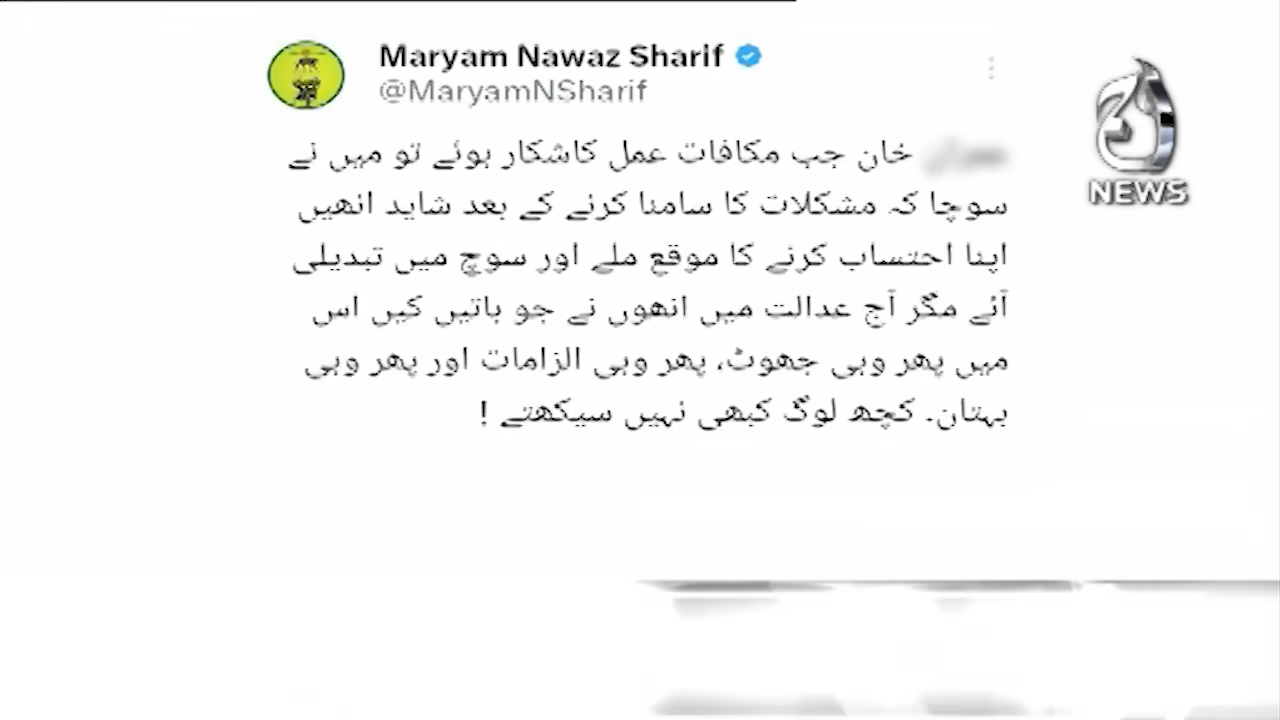 Maryam Nawaz Sharif
@MaryamNSharif
خان جب مکافات عمل کاشکار ہوئے تو میں نے
سوچا کہ مشکلات کا سامنا کرنے کے بعد شاید انھیں
اپنا احتساب کرنے کا موقع ملے اور سوچ میں تبدیلی
آئے مگر آج عدالت میں انھوں نے جو باتیں کیں اس
میں پھر وہی جھوٹ، پھر وہی الزامات اور پھر وہی
بہتان۔ کچھ لوگ کبھی نہیں سیکھتے !
آج
NEWS